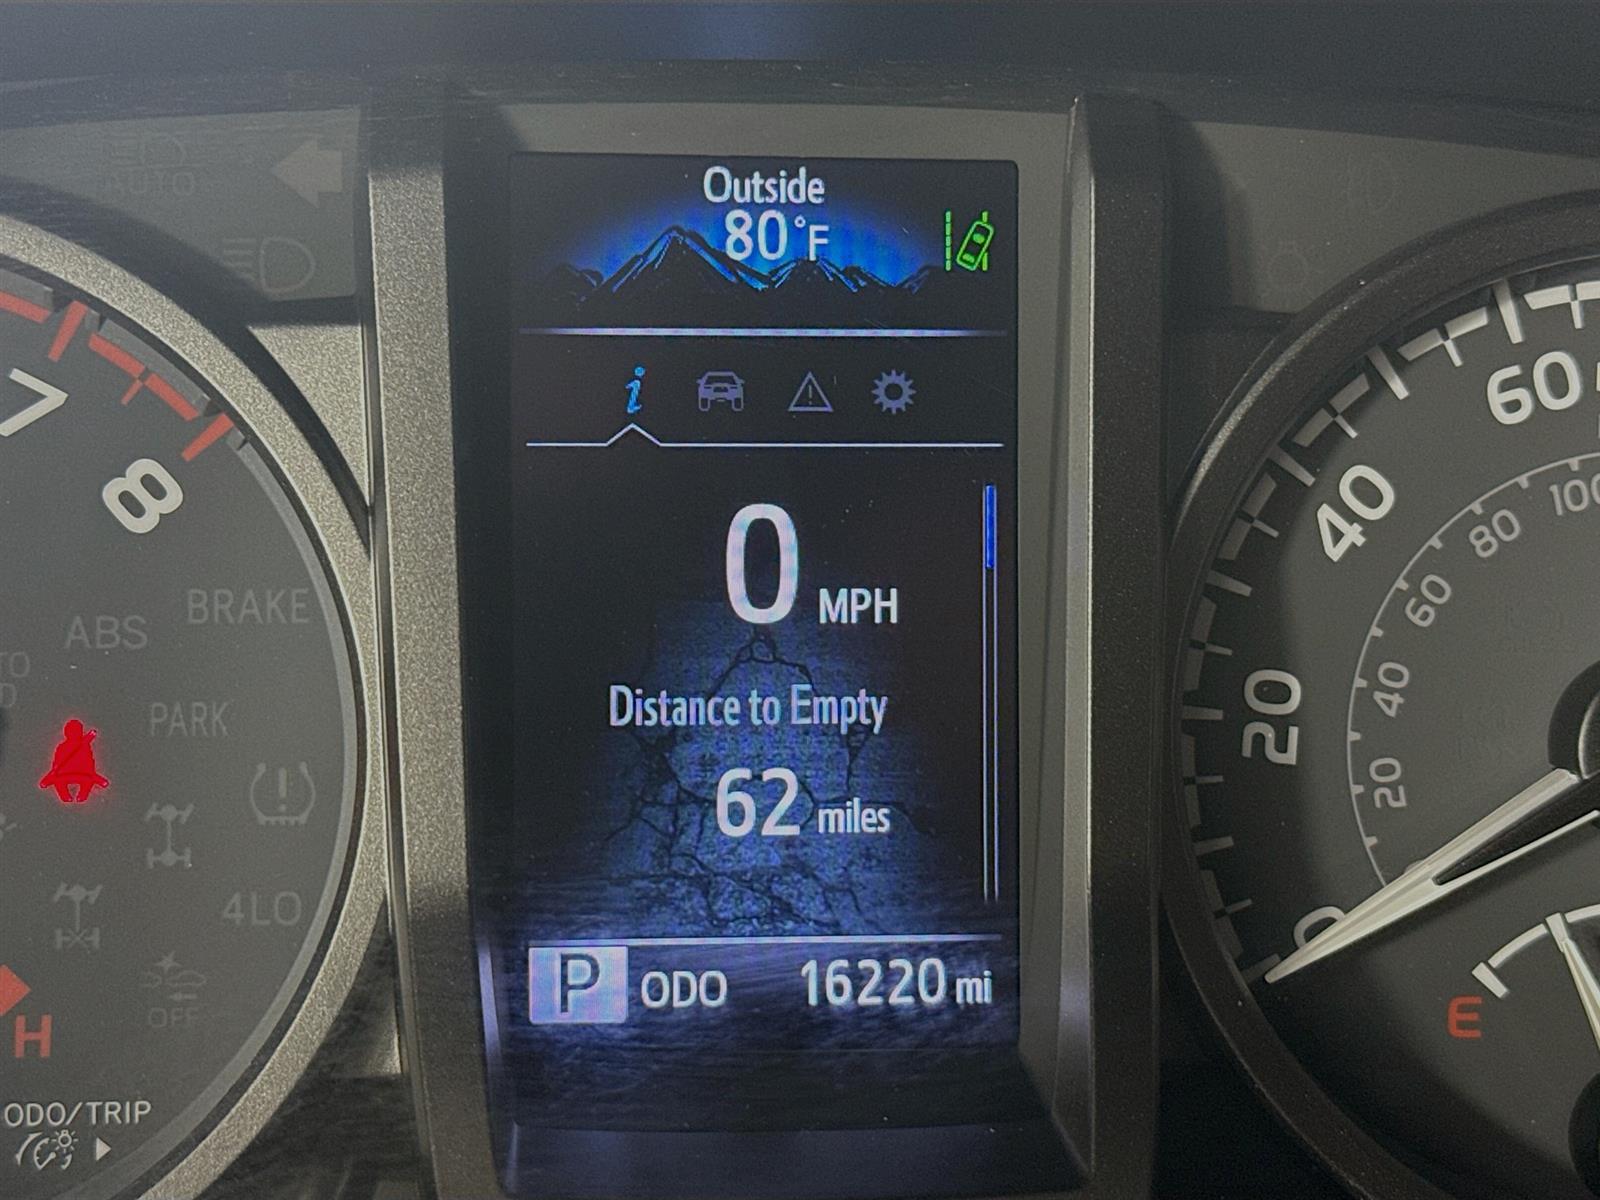 AUTO
Outside
80°F
7
8
BRAKE
ABS
PARK
4LO
OFF
H
ODO/TRIP
0 MPH
Distance to Empty
62 miles
P ODO 16220 mi
0
20
40
60
20
40
60
80
100
E